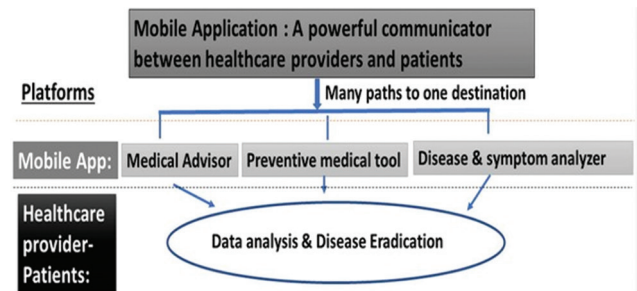 Mobile Application : A powerful communicator
between healthcare providers and patients
Platforms
Many paths to one destination
Mobile App:
Medical Advisor
Preventive medical tool
Disease & symptom analyzer
Healthcare
provider-
Patients:
Data analysis & Disease Eradication